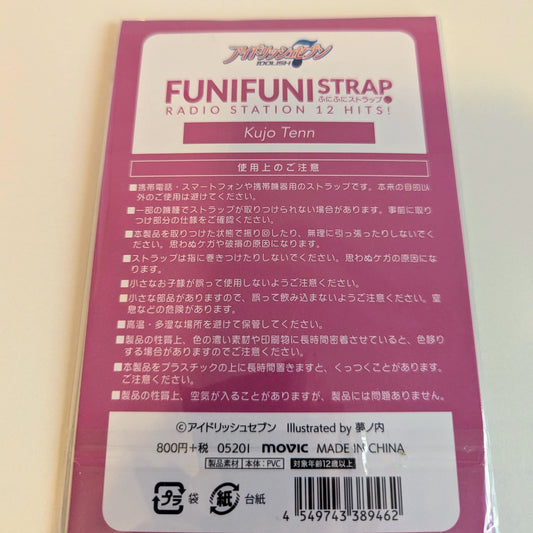 アイドリッシュセブン
IDOLiSH7
FUNIFUNI STRAP
ふにふにストラップ
RADIO STATION 12 HITS!
Kujo Tenn
使用上のご注意
■携帯電話・スマートフォンや携帯機器用のストラップです。本来の目的以
外のご使用は避けてください。
■一部の機種でストラップが取りつけられない場合があります。事前に取り
つけ部分の仕様をご確認ください。
■本製品を取りつけた状態で振り回したり、無理に引っ張ったりしないでく
ださい。思わぬケガや破損の原因になります。
■ストラップは指に巻きつけたりしないでください。思わぬケガの原因にな
ります。
■小さなお子様が誤って使用しないようご注意ください。
■小さな部品がありますので、誤って飲み込まないようご注意ください。窒
息などの危険があります。
■高温・多湿な場所を避けて保管してください。
■製品の性質上、色の濃い素材や印刷物に長時間密着させていると、色移り
する場合がありますのでご注意ください。
■本製品をプラスチックの上に長時間置きますと、くっつくことがあります。
ご注意ください。
■製品の性質上、空気が入ることがありますが、製品には問題ありません。
©アイドリッシュセブン Illustrated by 夢ノ内
800円+税 05201 movic MADE IN CHINA
製品素材 本体:PVC 対象年齢12歳以上
プラ 袋 紙 台紙
4 549743 389462